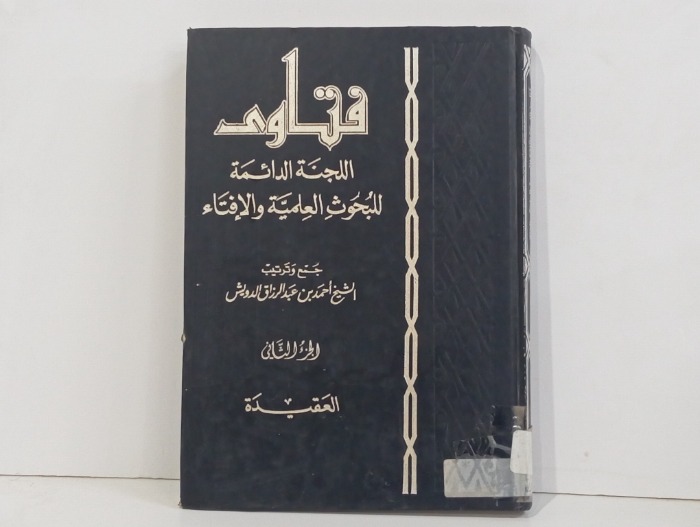 فتاوى
اللجنة الدائمة
للبحوث العلمية والإفتاء
جمع وترتيب
الشيخ أحمد بن عبد الرزاق الدويش
الجزء الثاني
العقيدة